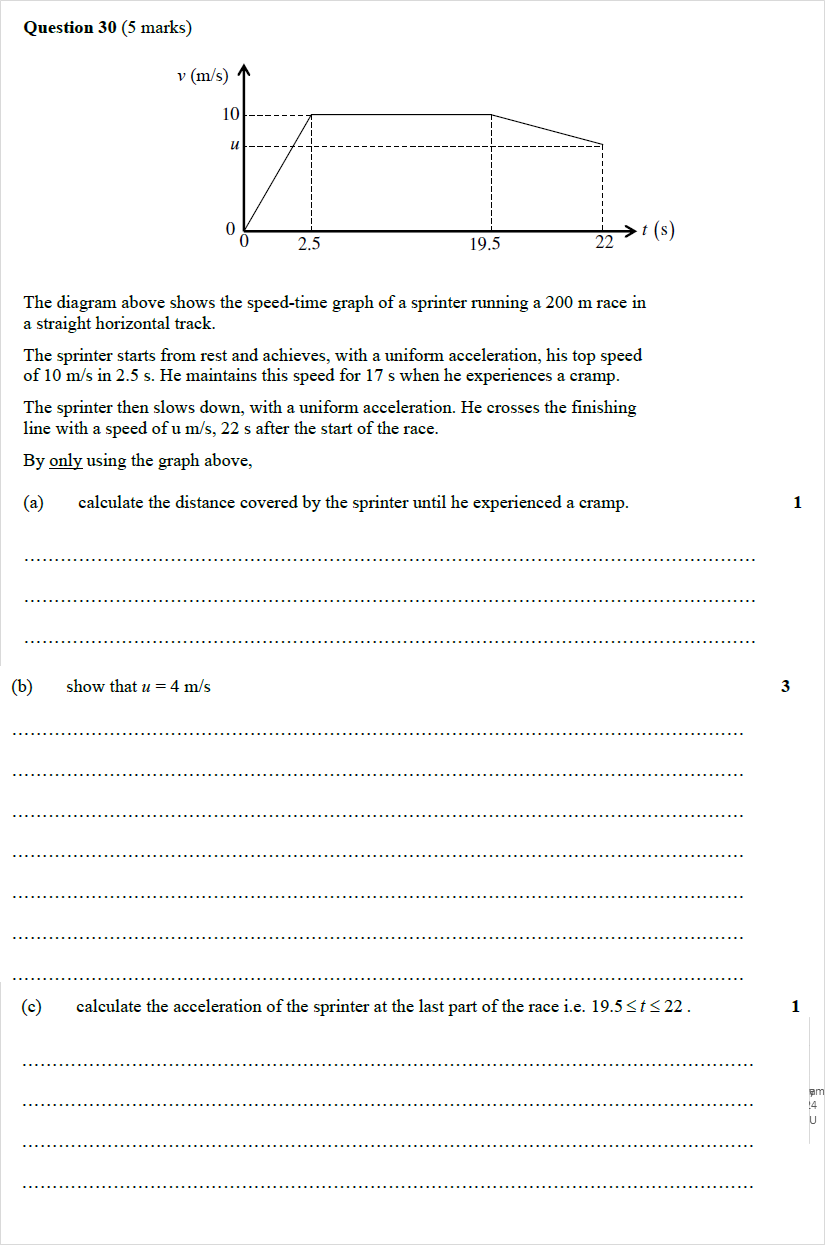 Question 30 (5 marks)
v (m/s)
10
u
0
0 2.5 19.5 22 t (s)
The diagram above shows the speed-time graph of a sprinter running a 200 m race in
a straight horizontal track.
The sprinter starts from rest and achieves, with a uniform acceleration, his top speed
of 10 m/s in 2.5 s. He maintains this speed for 17 s when he experiences a cramp.
The sprinter then slows down, with a uniform acceleration. He crosses the finishing
line with a speed of u m/s, 22 s after the start of the race.
By only using the graph above,
(a) calculate the distance covered by the sprinter until he experienced a cramp. 1
(b) show that u = 4 m/s 3
(c) calculate the acceleration of the sprinter at the last part of the race i.e. 19.5 ≤ t ≤ 22 . 1
U